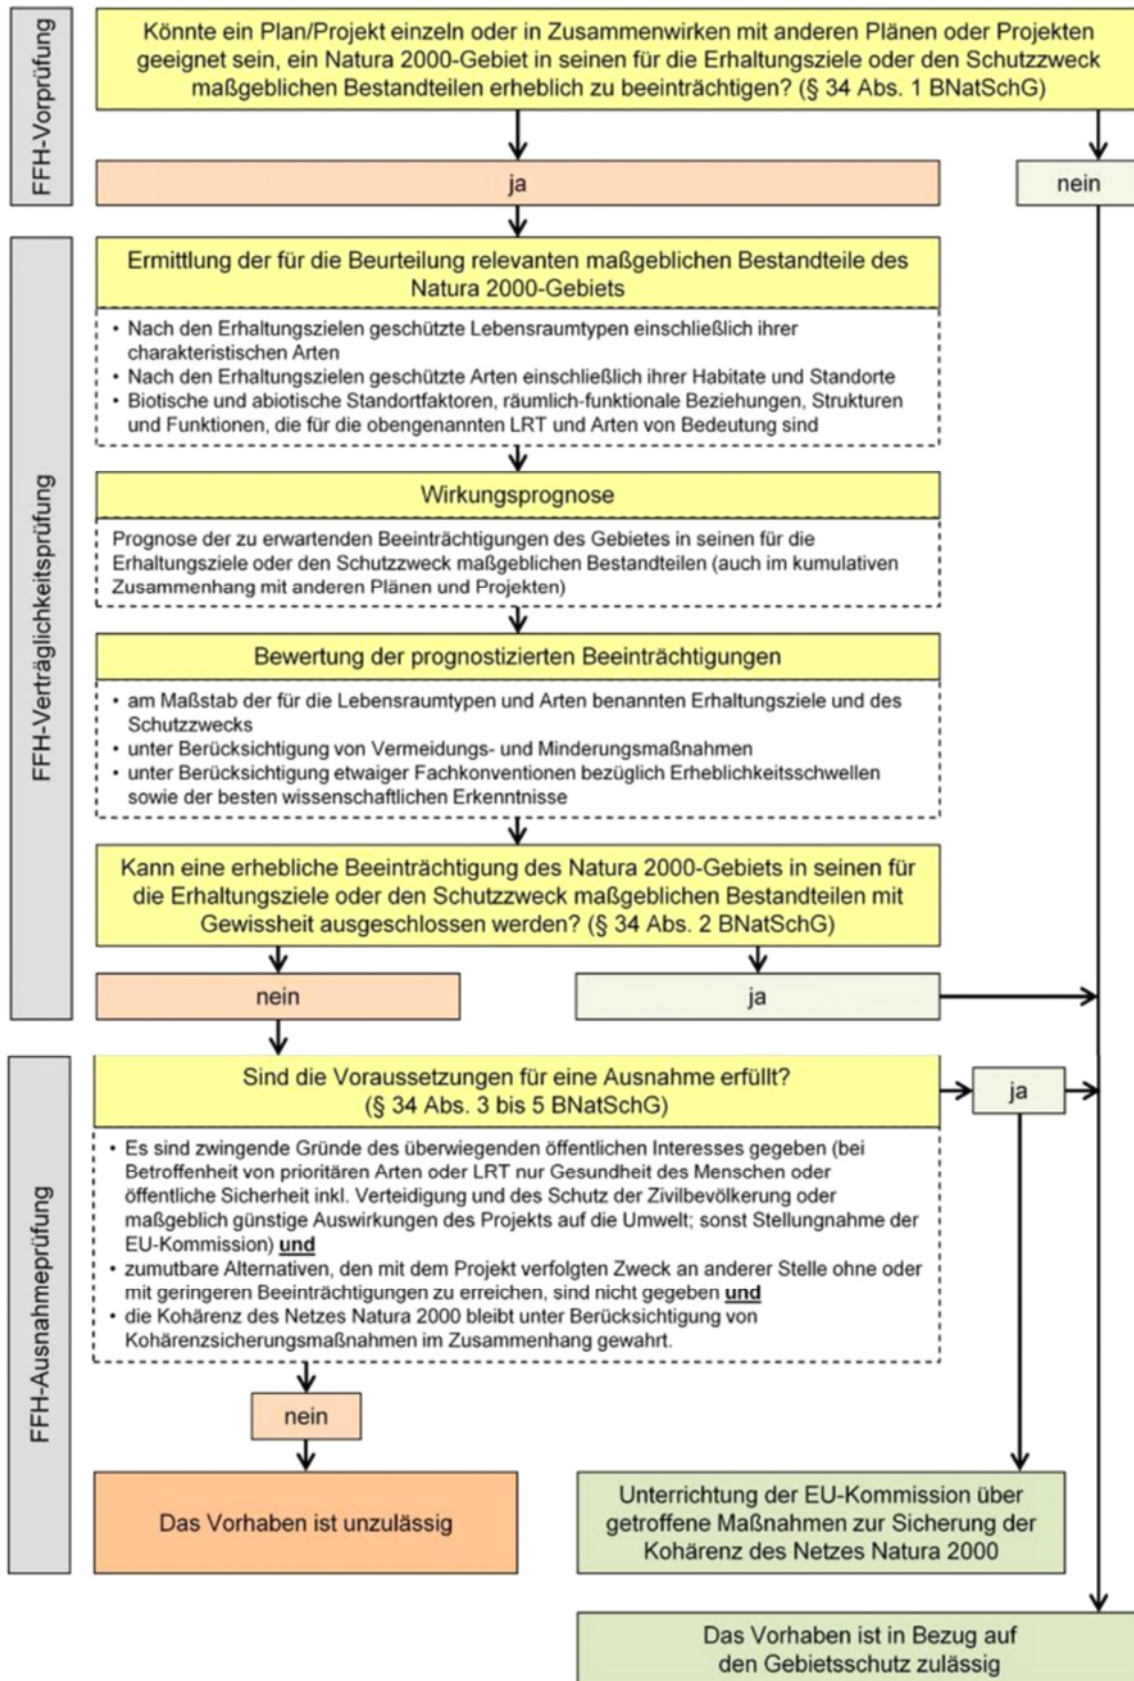 FFH-Vorprüfung
Könnte ein Plan/Projekt einzeln oder in Zusammenwirken mit anderen Plänen oder Projekten
geeignet sein, ein Natura 2000-Gebiet in seinen für die Erhaltungsziele oder den Schutzzweck
maßgeblichen Bestandteilen erheblich zu beeinträchtigen? (§ 34 Abs. 1 BNatSchG)
ja
nein
FFH-Verträglichkeitsprüfung
Ermittlung der für die Beurteilung relevanten maßgeblichen Bestandteile des
Natura 2000-Gebiets
• Nach den Erhaltungszielen geschützte Lebensraumtypen einschließlich ihrer
charakteristischen Arten
• Nach den Erhaltungszielen geschützte Arten einschließlich ihrer Habitate und Standorte
• Biotische und abiotische Standortfaktoren, räumlich-funktionale Beziehungen, Strukturen
und Funktionen, die für die obengenannten LRT und Arten von Bedeutung sind
Wirkungsprognose
Prognose der zu erwartenden Beeinträchtigungen des Gebietes in seinen für die
Erhaltungsziele oder den Schutzzweck maßgeblichen Bestandteilen (auch im kumulativen
Zusammenhang mit anderen Plänen und Projekten)
Bewertung der prognostizierten Beeinträchtigungen
• am Maßstab der für die Lebensraumtypen und Arten benannten Erhaltungsziele und des
Schutzzwecks
• unter Berücksichtigung von Vermeidungs- und Minderungsmaßnahmen
• unter Berücksichtigung etwaiger Fachkonventionen bezüglich Erheblichkeitsschwellen
sowie der besten wissenschaftlichen Erkenntnisse
Kann eine erhebliche Beeinträchtigung des Natura 2000-Gebiets in seinen für
die Erhaltungsziele oder den Schutzzweck maßgeblichen Bestandteilen mit
Gewissheit ausgeschlossen werden? (§ 34 Abs. 2 BNatSchG)
nein
ja
FFH-Ausnahmeprüfung
Sind die Voraussetzungen für eine Ausnahme erfüllt?
(§ 34 Abs. 3 bis 5 BNatSchG)
ja
• Es sind zwingende Gründe des überwiegenden öffentlichen Interesses gegeben (bei
Betroffenheit von prioritären Arten oder LRT nur Gesundheit des Menschen oder
öffentliche Sicherheit inkl. Verteidigung und des Schutz der Zivilbevölkerung oder
maßgeblich günstige Auswirkungen des Projekts auf die Umwelt; sonst Stellungnahme der
EU-Kommission) und
• zumutbare Alternativen, den mit dem Projekt verfolgten Zweck an anderer Stelle ohne oder
mit geringeren Beeinträchtigungen zu erreichen, sind nicht gegeben und
• die Kohärenz des Netzes Natura 2000 bleibt unter Berücksichtigung von
Kohärenzsicherungsmaßnahmen im Zusammenhang gewahrt.
nein
Das Vorhaben ist unzulässig
Unterrichtung der EU-Kommission über
getroffene Maßnahmen zur Sicherung der
Kohärenz des Netzes Natura 2000
Das Vorhaben ist in Bezug auf
den Gebietsschutz zulässig